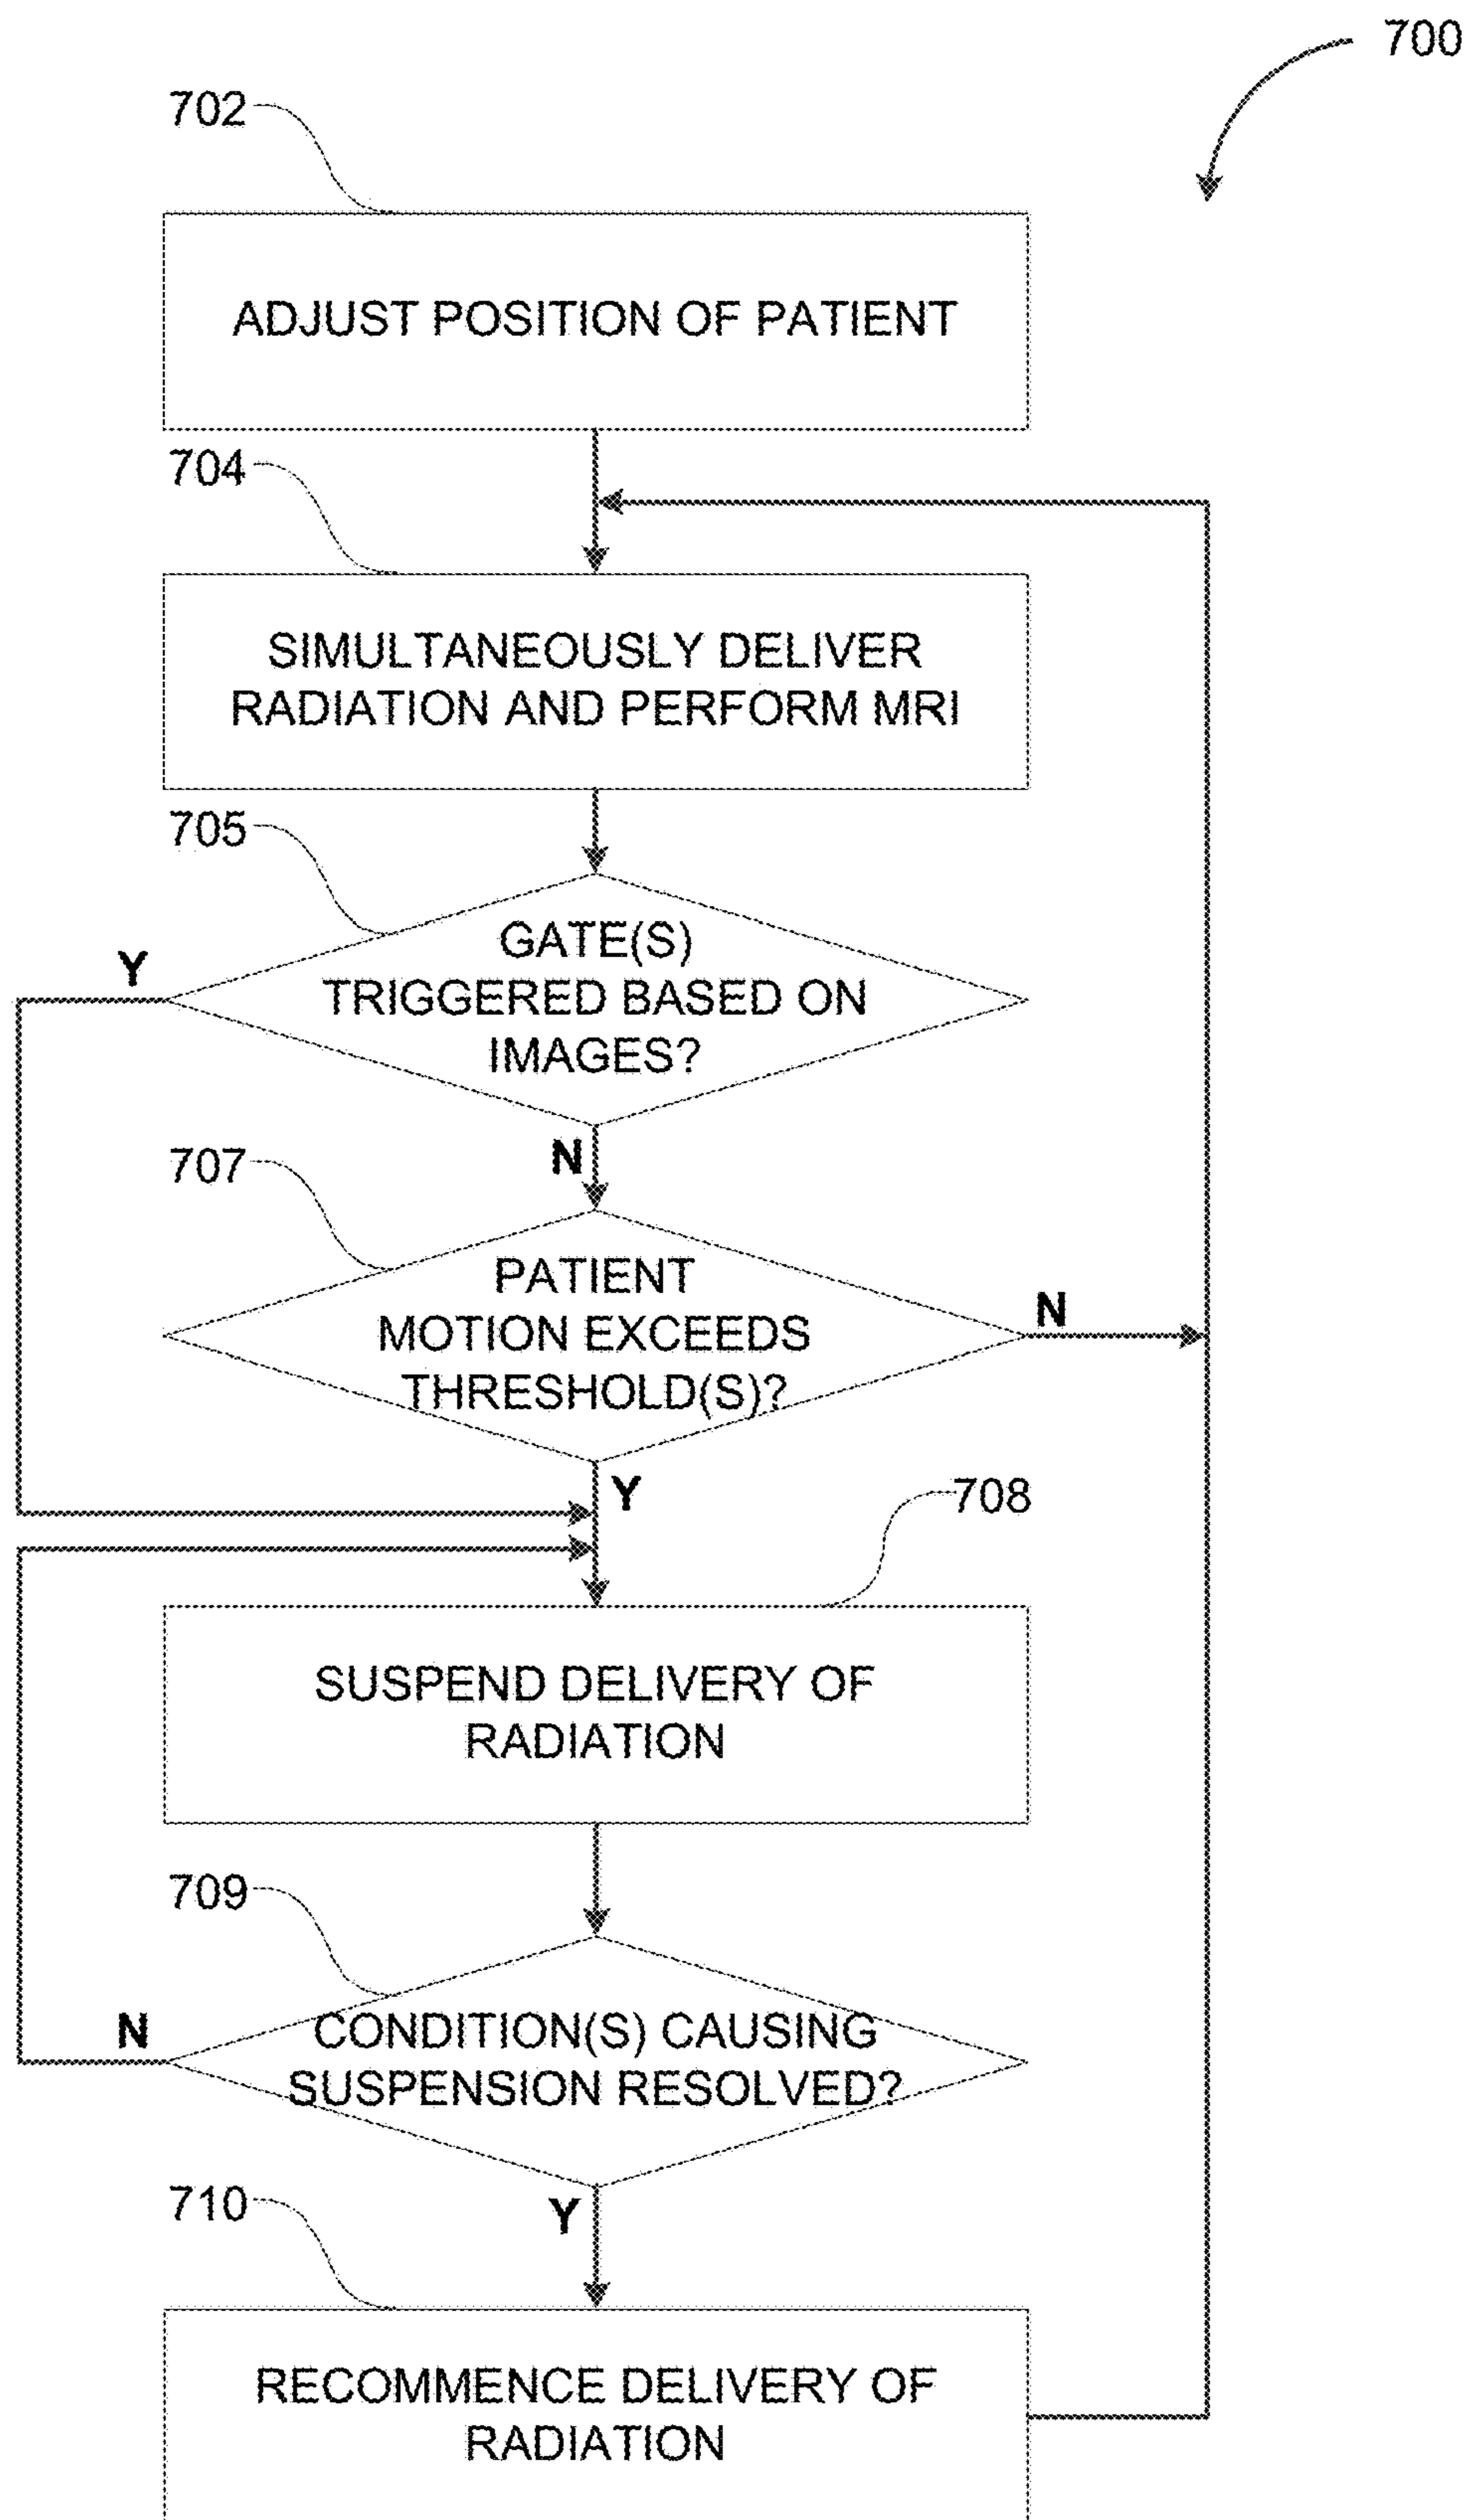 700
702
ADJUST POSITION OF PATIENT
704
SIMULTANEOUSLY DELIVER
RADIATION AND PERFORM MRI
705
Y
GATE(S)
TRIGGERED BASED ON
IMAGES?
N
707
PATIENT
MOTION EXCEEDS
THRESHOLD(S)?
N
Y
708
SUSPEND DELIVERY OF
RADIATION
709
N
CONDITION(S) CAUSING
SUSPENSION RESOLVED?
Y
710
RECOMMENCE DELIVERY OF
RADIATION